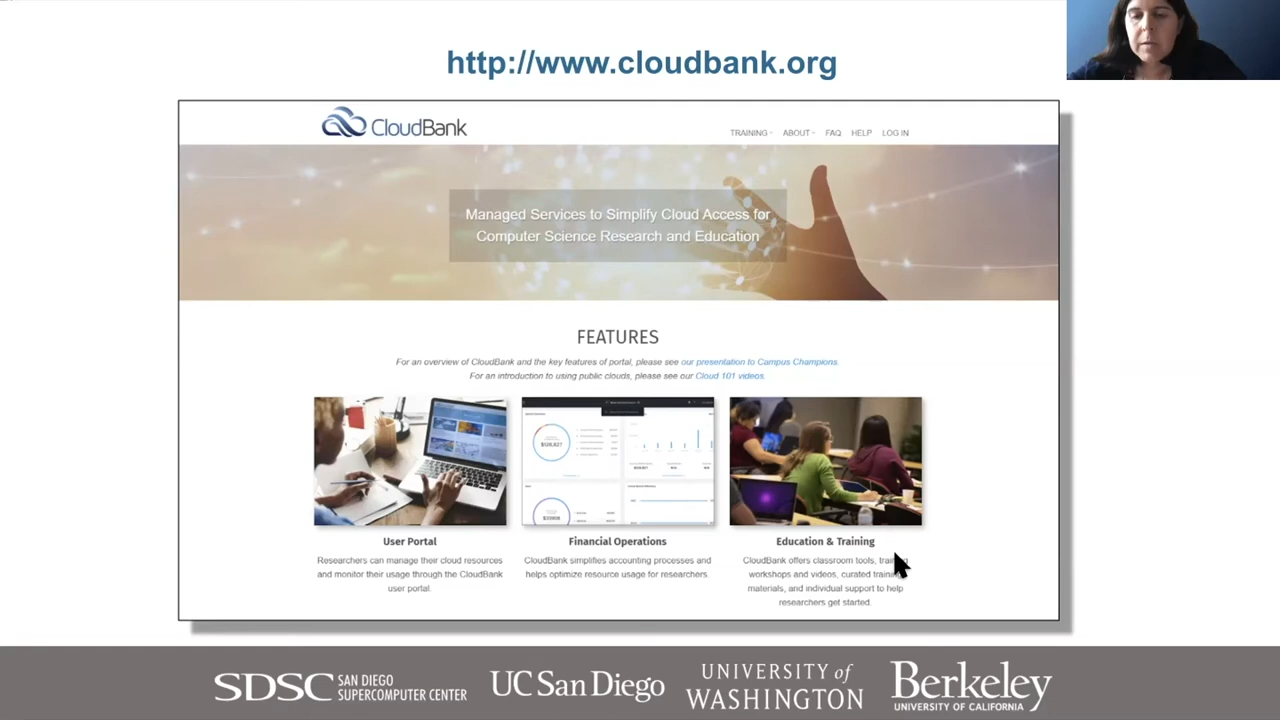 http://www.cloudbank.org
CloudBank
TRAINING ABOUT FAQ HELP LOG IN
Managed Services to Simplify Cloud Access for
Computer Science Research and Education
FEATURES
For an overview of CloudBank and the key features of portal, please see our presentation to Campus Champions.
For an introduction to using public clouds, please see our Cloud 101 videos.
User Portal
Researchers can manage their cloud resources
and monitor their usage through the CloudBank
user portal.
Financial Operations
CloudBank simplifies accounting processes and
helps optimize resource usage for researchers.
Education & Training
CloudBank offers classroom tools,
workshops and videos, curated
materials, and individual support to help
researchers get started.
SDSC SAN DIEGO
SUPERCOMPUTER CENTER
UC San Diego
UNIVERSITY of
WASHINGTON
Berkeley
UNIVERSITY OF CALIFORNIA